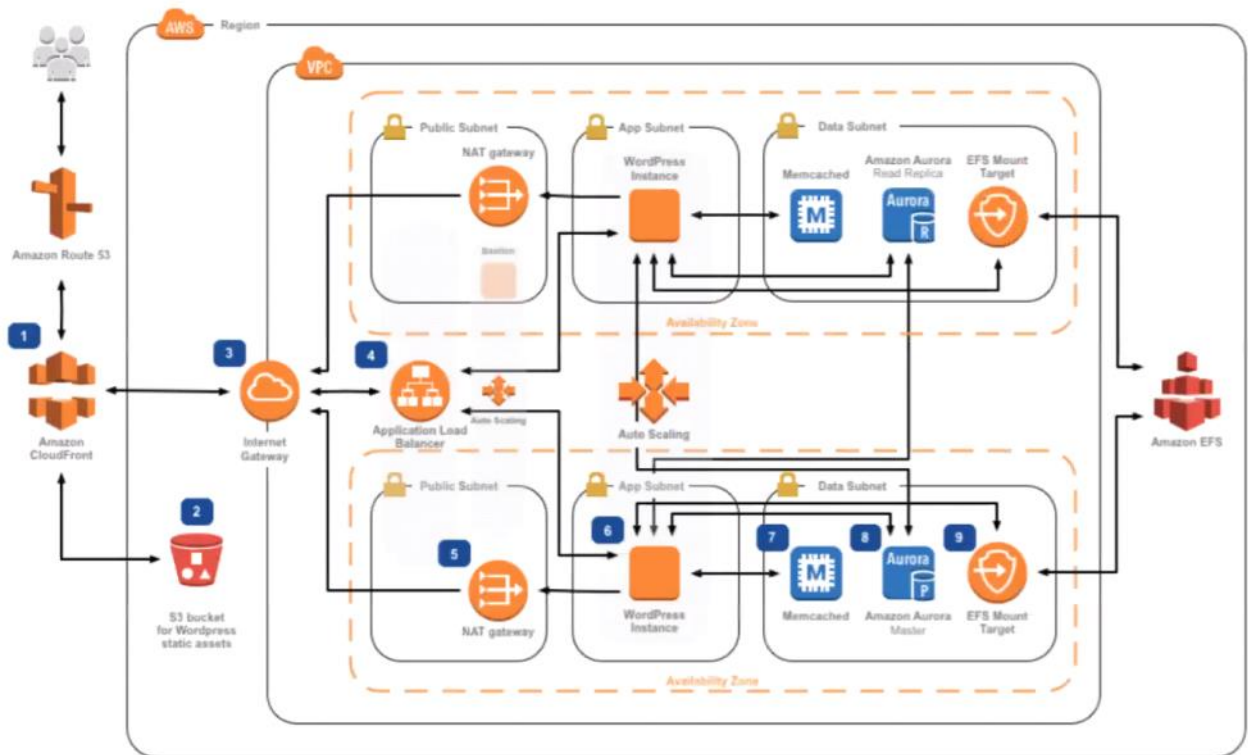 AWS
Region
VPC
Public Subnet
App Subnet
Data Subnet
NAT gateway
WordPress
Instance
Memcached
Amazon Aurora
Read Replica
EFS Mount
Target
M
Aurora
R
Bastion
Amazon Route 53
Availability Zone
1
3
4
Auto Scaling
Auto Scaling
Application Load
Balancer
Internet
Gateway
Amazon
CloudFront
Amazon EFS
Public Subnet
App Subnet
Data Subnet
2
5
6
7
8
9
M
Aurora
P
S3 bucket
for Wordpress
static assets
NAT gateway
WordPress
Instance
Memcached
Amazon Aurora
Master
EFS Mount
Target
Availability Zone